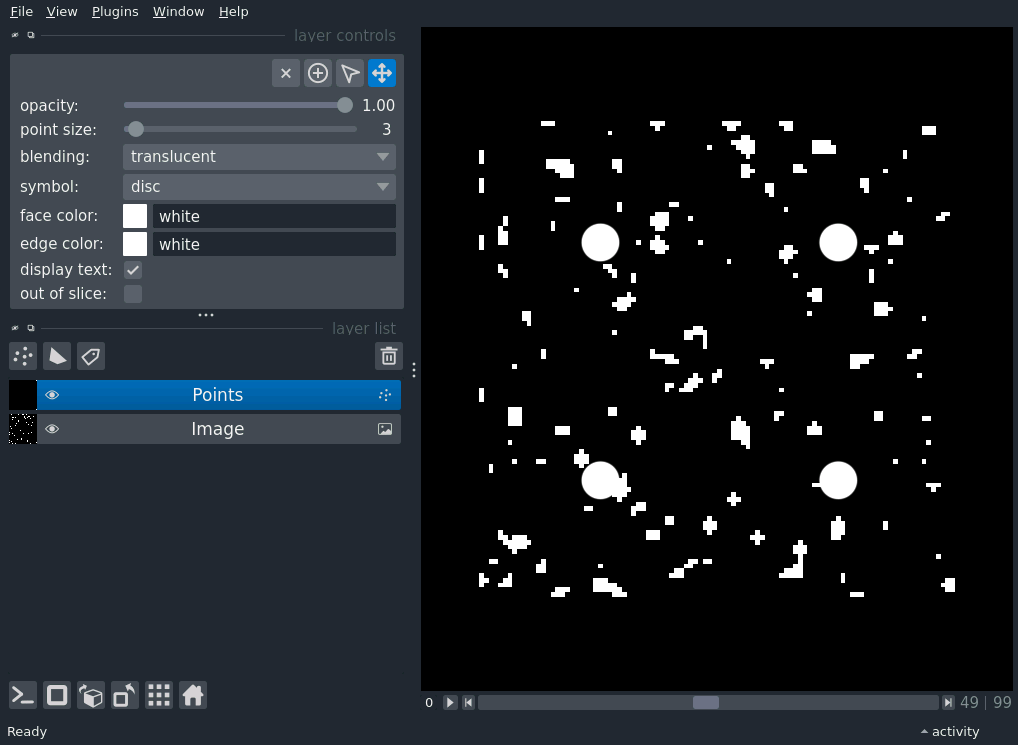 File View Plugins Window Help
layer controls
opacity: 1.00
point size: 3
blending: translucent
symbol: disc
face color: white
edge color: white
display text:
out of slice:
layer list
Points
Image
0 49 | 99
Ready activity